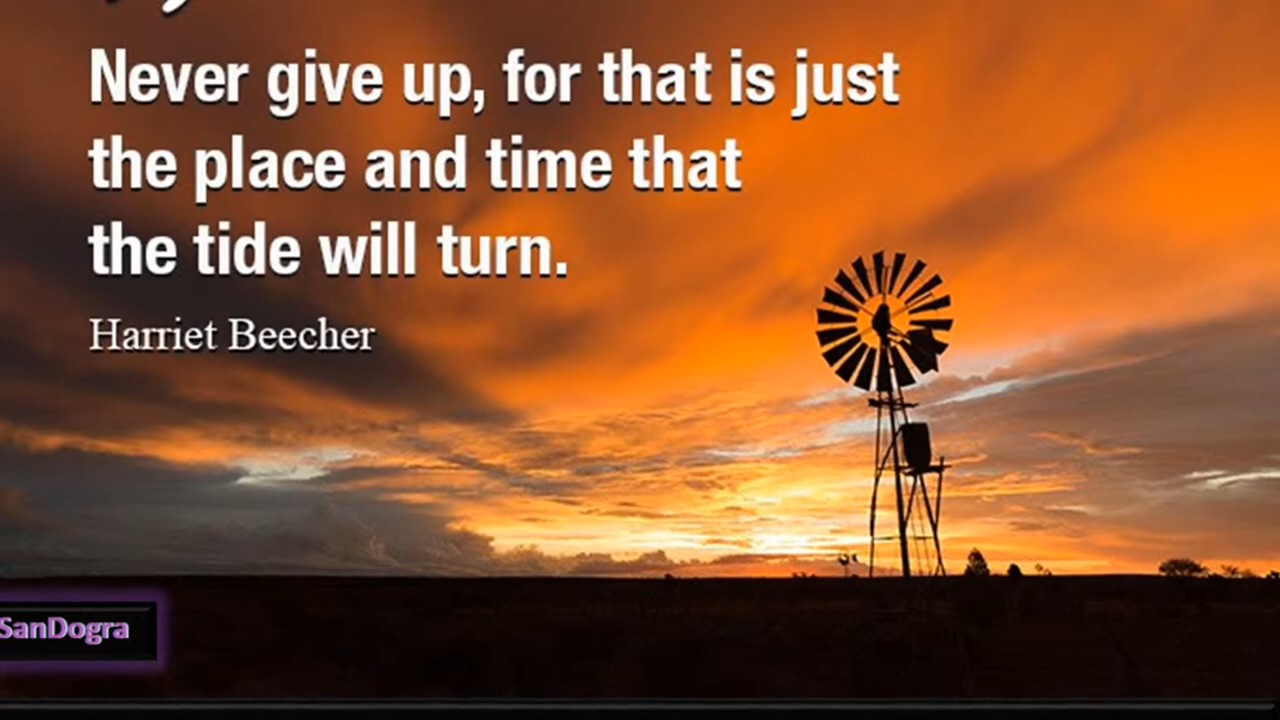 Never give up, for that is just
the place and time that
the tide will turn.
Harriet Beecher
SanDogra